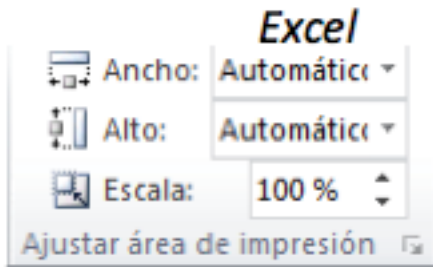 Excel
Ancho: Automátic
Alto: Automátic
Escala: 100 %
Ajustar área de impresión